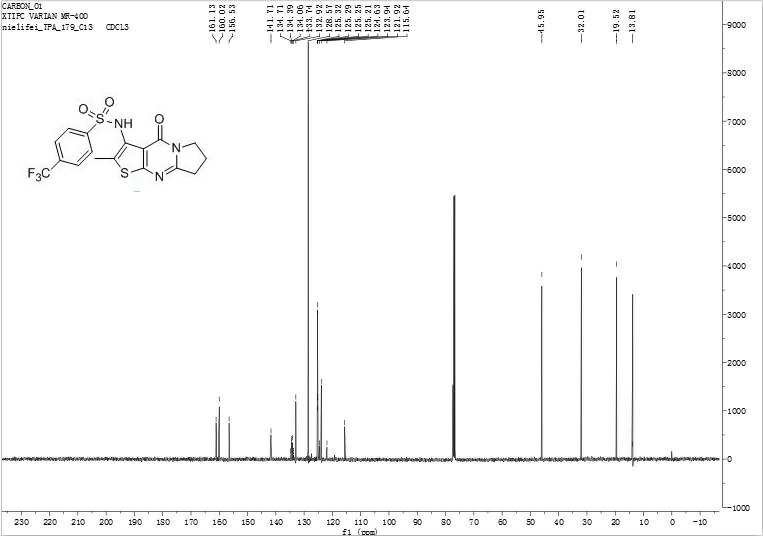 CARBON_01
XTIPC VARIAN MR-400
nielifei_TPA_179_C13 CDCL3
161.13
160.02
156.53
141.71
134.71
134.39
134.06
133.74
132.92
128.57
125.32
125.29
125.25
125.21
124.63
123.94
121.92
115.64
45.95
32.01
19.52
13.81
9000
8000
7000
6000
5000
4000
3000
2000
1000
0
-1000
O
O
S
NH
O
N
F3C
S
N
230 220 210 200 190 180 170 160 150 140 130 120 110 100 90 80 70 60 50 40 30 20 10 0 -10
f1 (ppm)